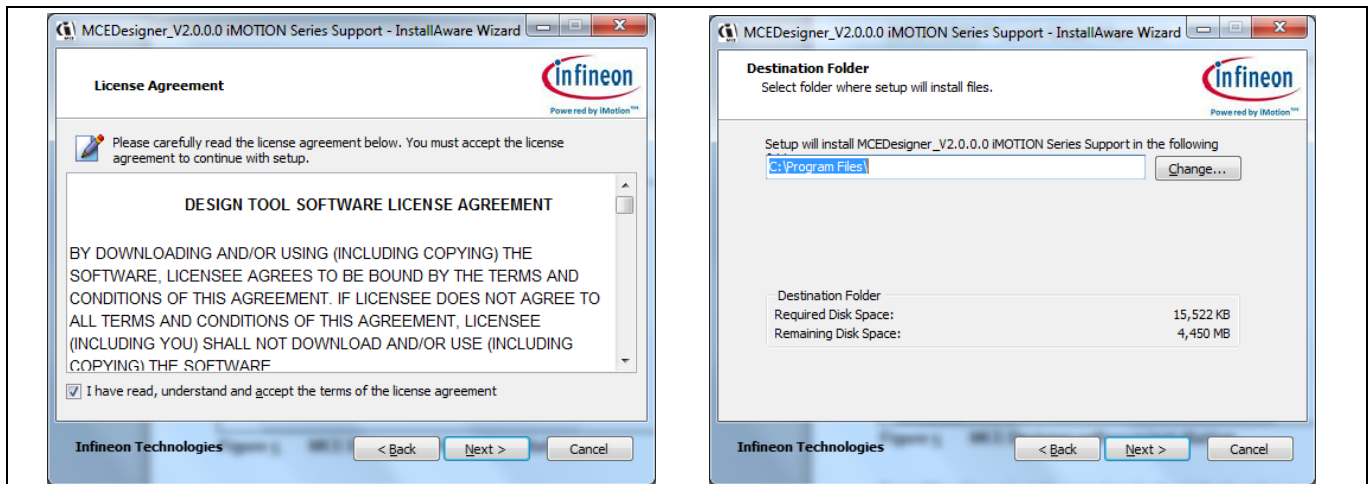 MCEDesigner_V2.0.0.0 iMOTION Series Support - InstallAware Wizard
License Agreement
infineon
Powered by iMotion™
Please carefully read the license agreement below. You must accept the license
agreement to continue with setup.
DESIGN TOOL SOFTWARE LICENSE AGREEMENT
BY DOWNLOADING AND/OR USING (INCLUDING COPYING) THE
SOFTWARE, LICENSEE AGREES TO BE BOUND BY THE TERMS AND
CONDITIONS OF THIS AGREEMENT. IF LICENSEE DOES NOT AGREE TO
ALL TERMS AND CONDITIONS OF THIS AGREEMENT, LICENSEE
(INCLUDING YOU) SHALL NOT DOWNLOAD AND/OR USE (INCLUDING
COPYING) THE SOFTWARE
I have read, understand and accept the terms of the license agreement
Infineon Technologies
< Back
Next >
Cancel
MCEDesigner_V2.0.0.0 iMOTION Series Support - InstallAware Wizard
Destination Folder
Select folder where setup will install files.
infineon
Powered by iMotion™
Setup will install MCEDesigner_V2.0.0.0 iMOTION Series Support in the following
C:\Program Files\
Change...
Destination Folder
Required Disk Space: 15,522 KB
Remaining Disk Space: 4,450 MB
Infineon Technologies
< Back
Next >
Cancel